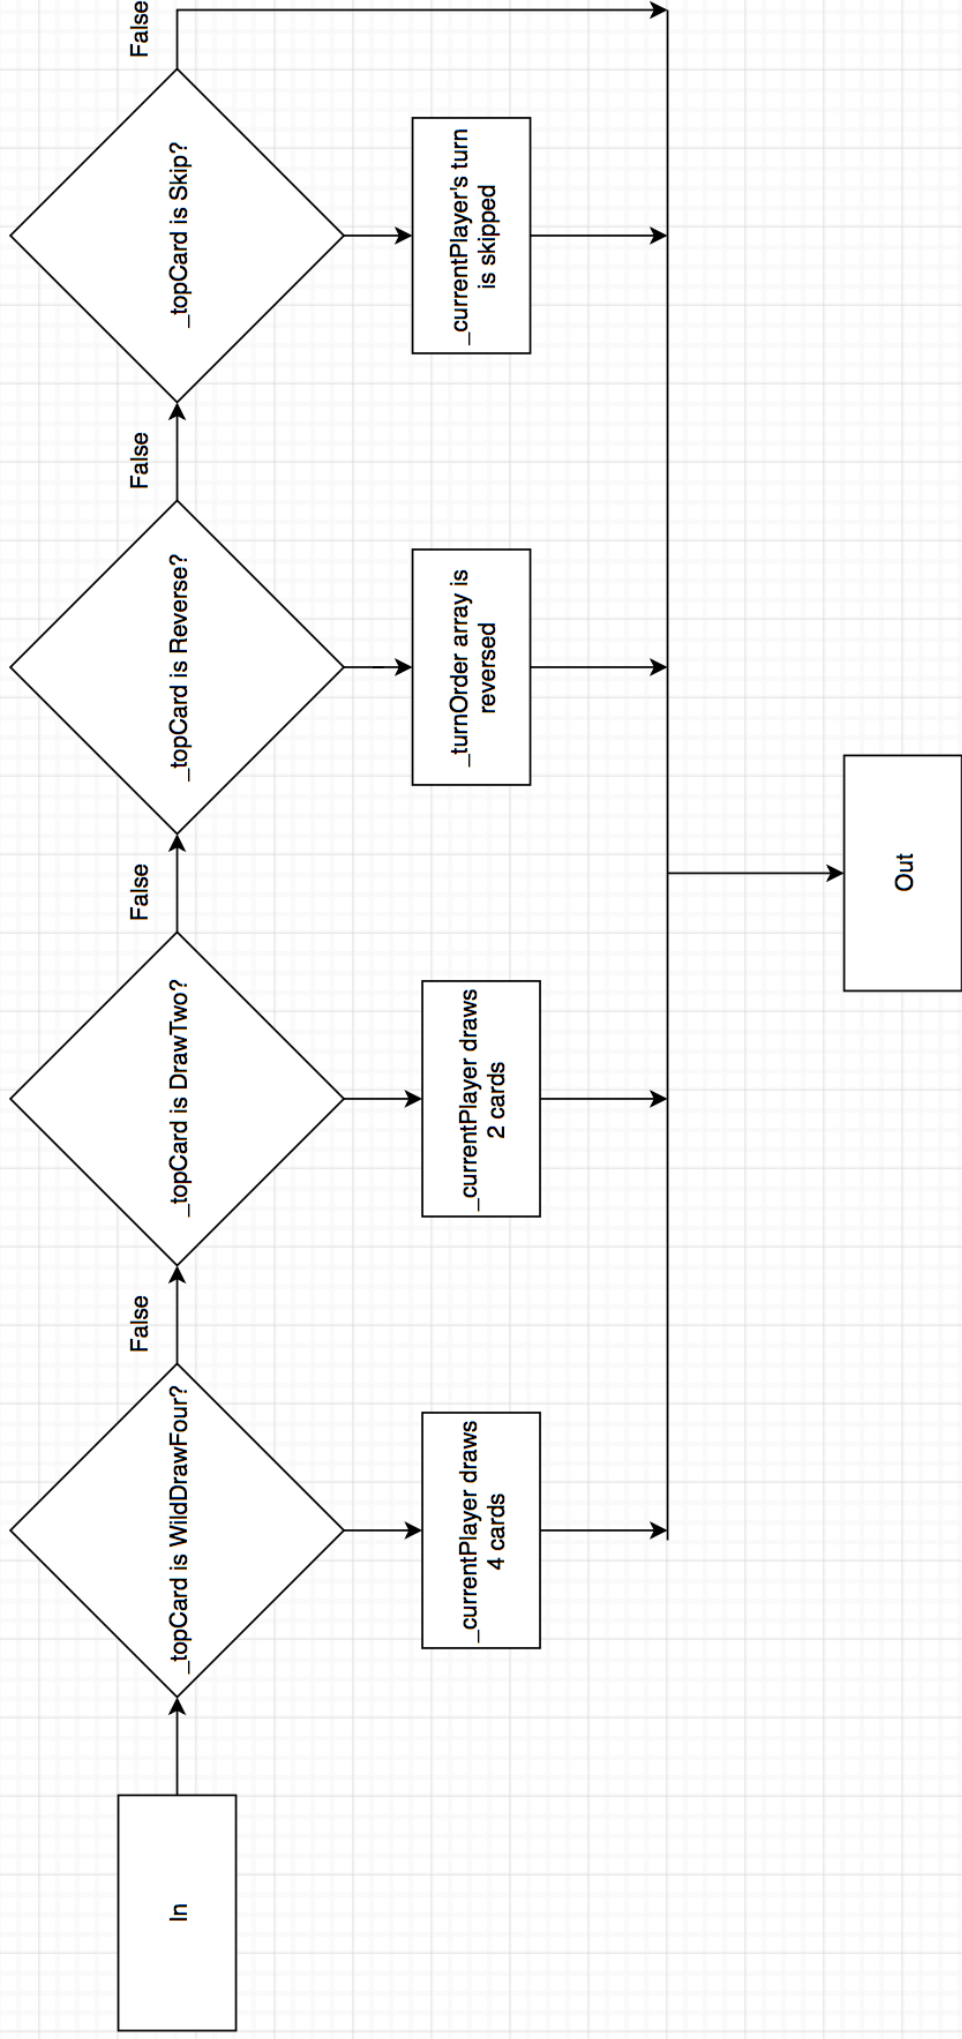 In
_topCard is WildDrawFour?
False
_topCard is DrawTwo?
False
_topCard is Reverse?
False
_topCard is Skip?
False
_currentPlayer draws
4 cards
_currentPlayer draws
2 cards
_turnOrder array is
reversed
_currentPlayer's turn
is skipped
Out